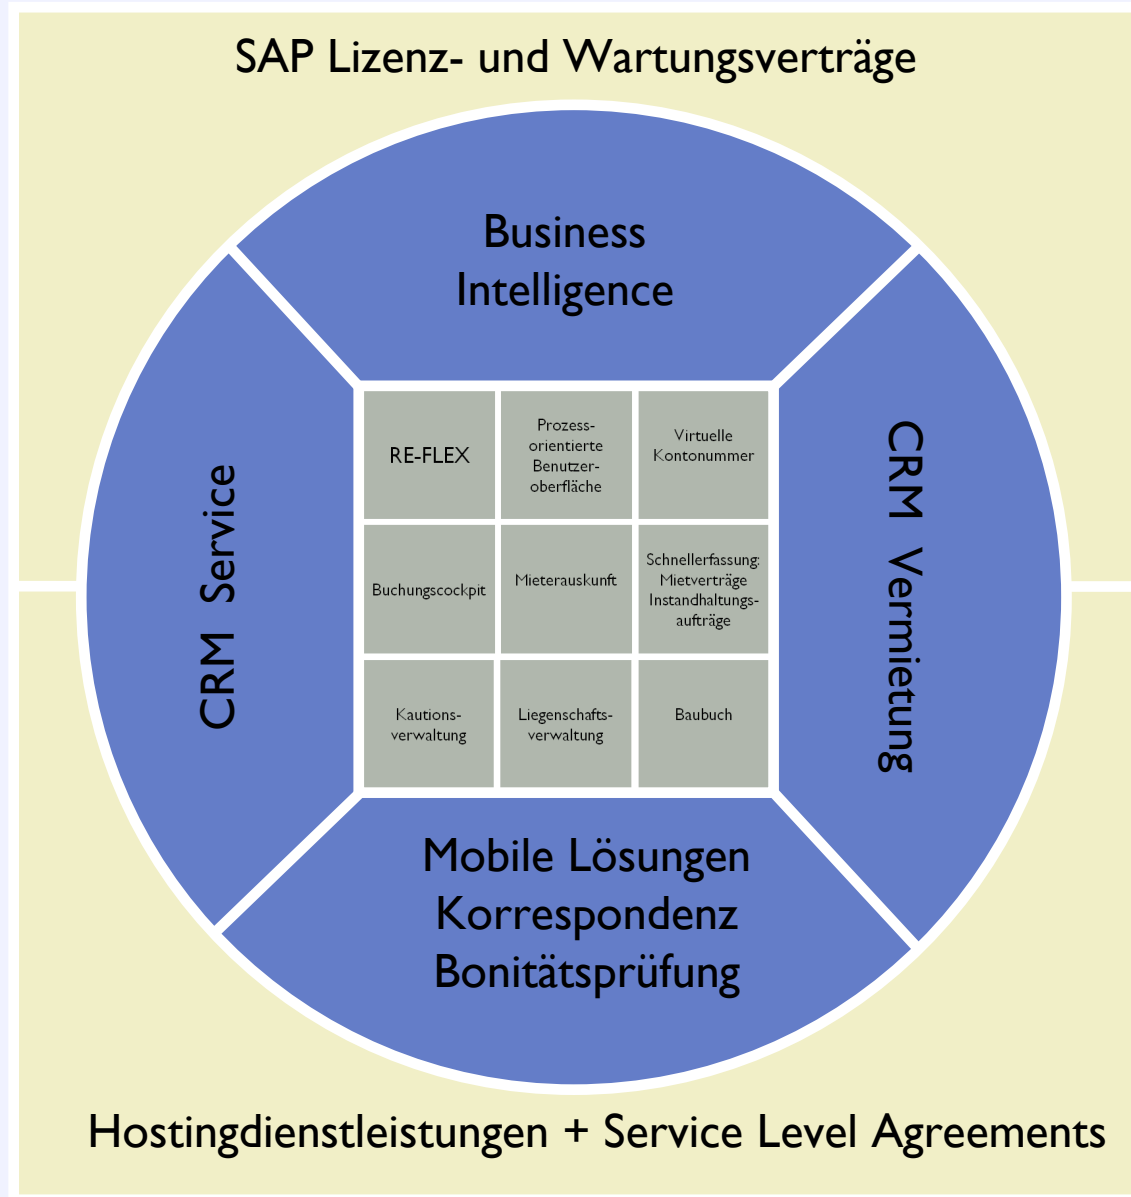 SAP Lizenz- und Wartungsverträge
Business
Intelligence
CRM Service
RE-FLEX
Prozess-
orientierte
Benutzer-
oberfläche
Virtuelle
Kontonummer
Buchungscockpit
Mieterauskunft
Schnellerfassung:
Mietverträge
Instandhaltungs-
aufträge
Kautions-
verwaltung
Liegenschafts-
verwaltung
Baubuch
CRM Vermietung
Mobile Lösungen
Korrespondenz
Bonitätsprüfung
Hostingdienstleistungen + Service Level Agreements